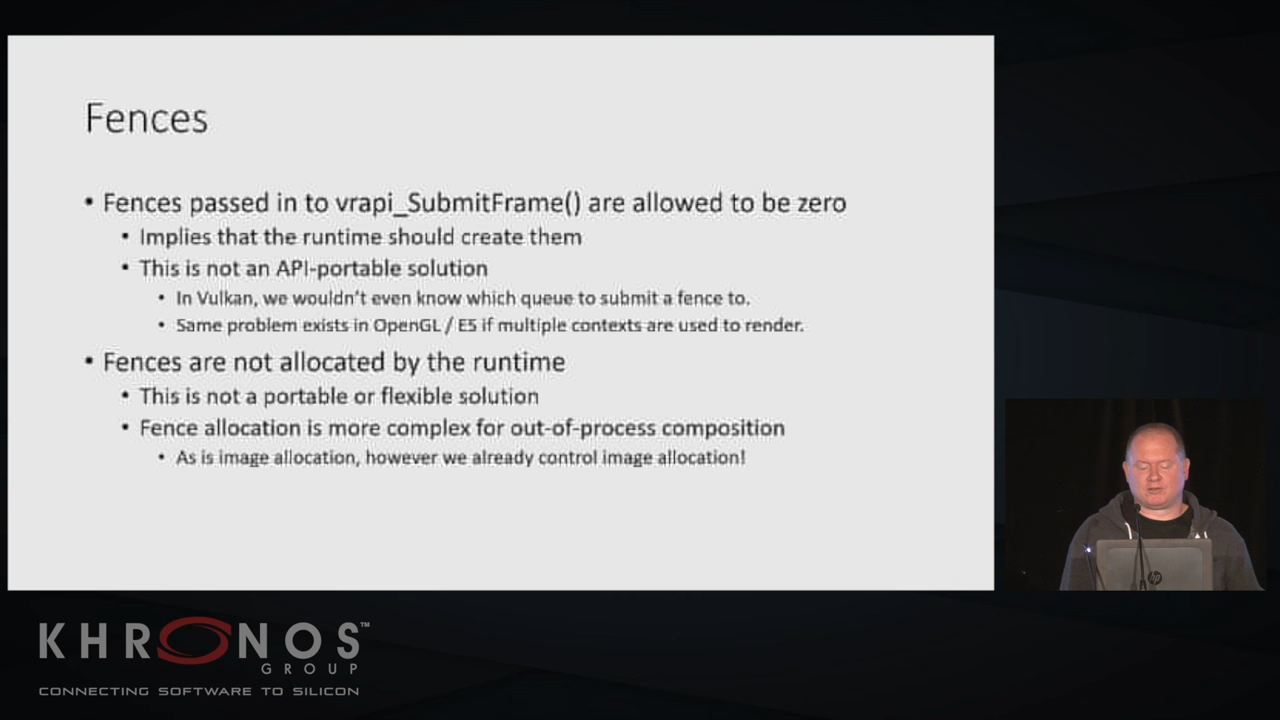 Fences
• Fences passed in to vrapi_SubmitFrame() are allowed to be zero
• Implies that the runtime should create them
• This is not an API-portable solution
• In Vulkan, we wouldn't even know which queue to submit a fence to.
• Same problem exists in OpenGL / ES if multiple contexts are used to render.
• Fences are not allocated by the runtime
• This is not a portable or flexible solution
• Fence allocation is more complex for out-of-process composition
• As is image allocation, however we already control image allocation!
hp
KHRONOS™
GROUP
CONNECTING SOFTWARE TO SILICON